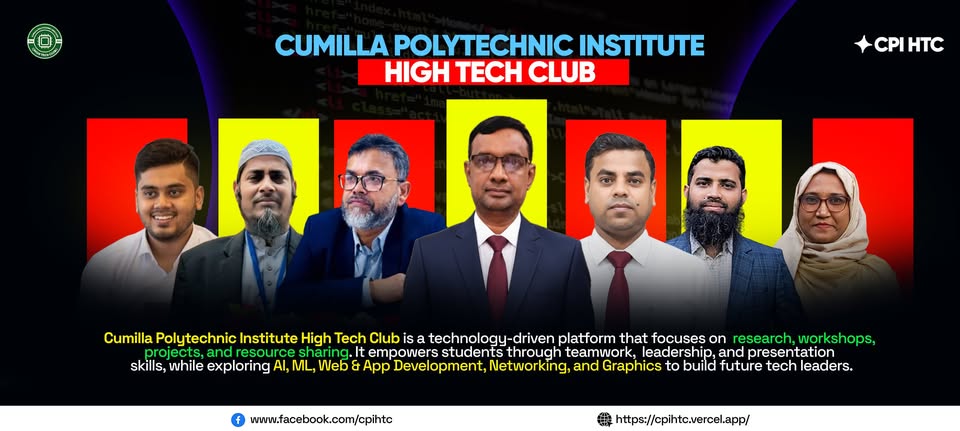 CUMILLA POLYTECHNIC INSTITUTE
HIGH TECH CLUB
CPI HTC
Cumilla Polytechnic Institute High Tech Club is a technology-driven platform that focuses on research, workshops,
projects, and resource sharing. It empowers students through teamwork, leadership, and presentation
skills, while exploring AI, ML, Web & App Development, Networking, and Graphics to build future tech leaders.
www.facebook.com/cpihtc
https://cpihtc.vercel.app/